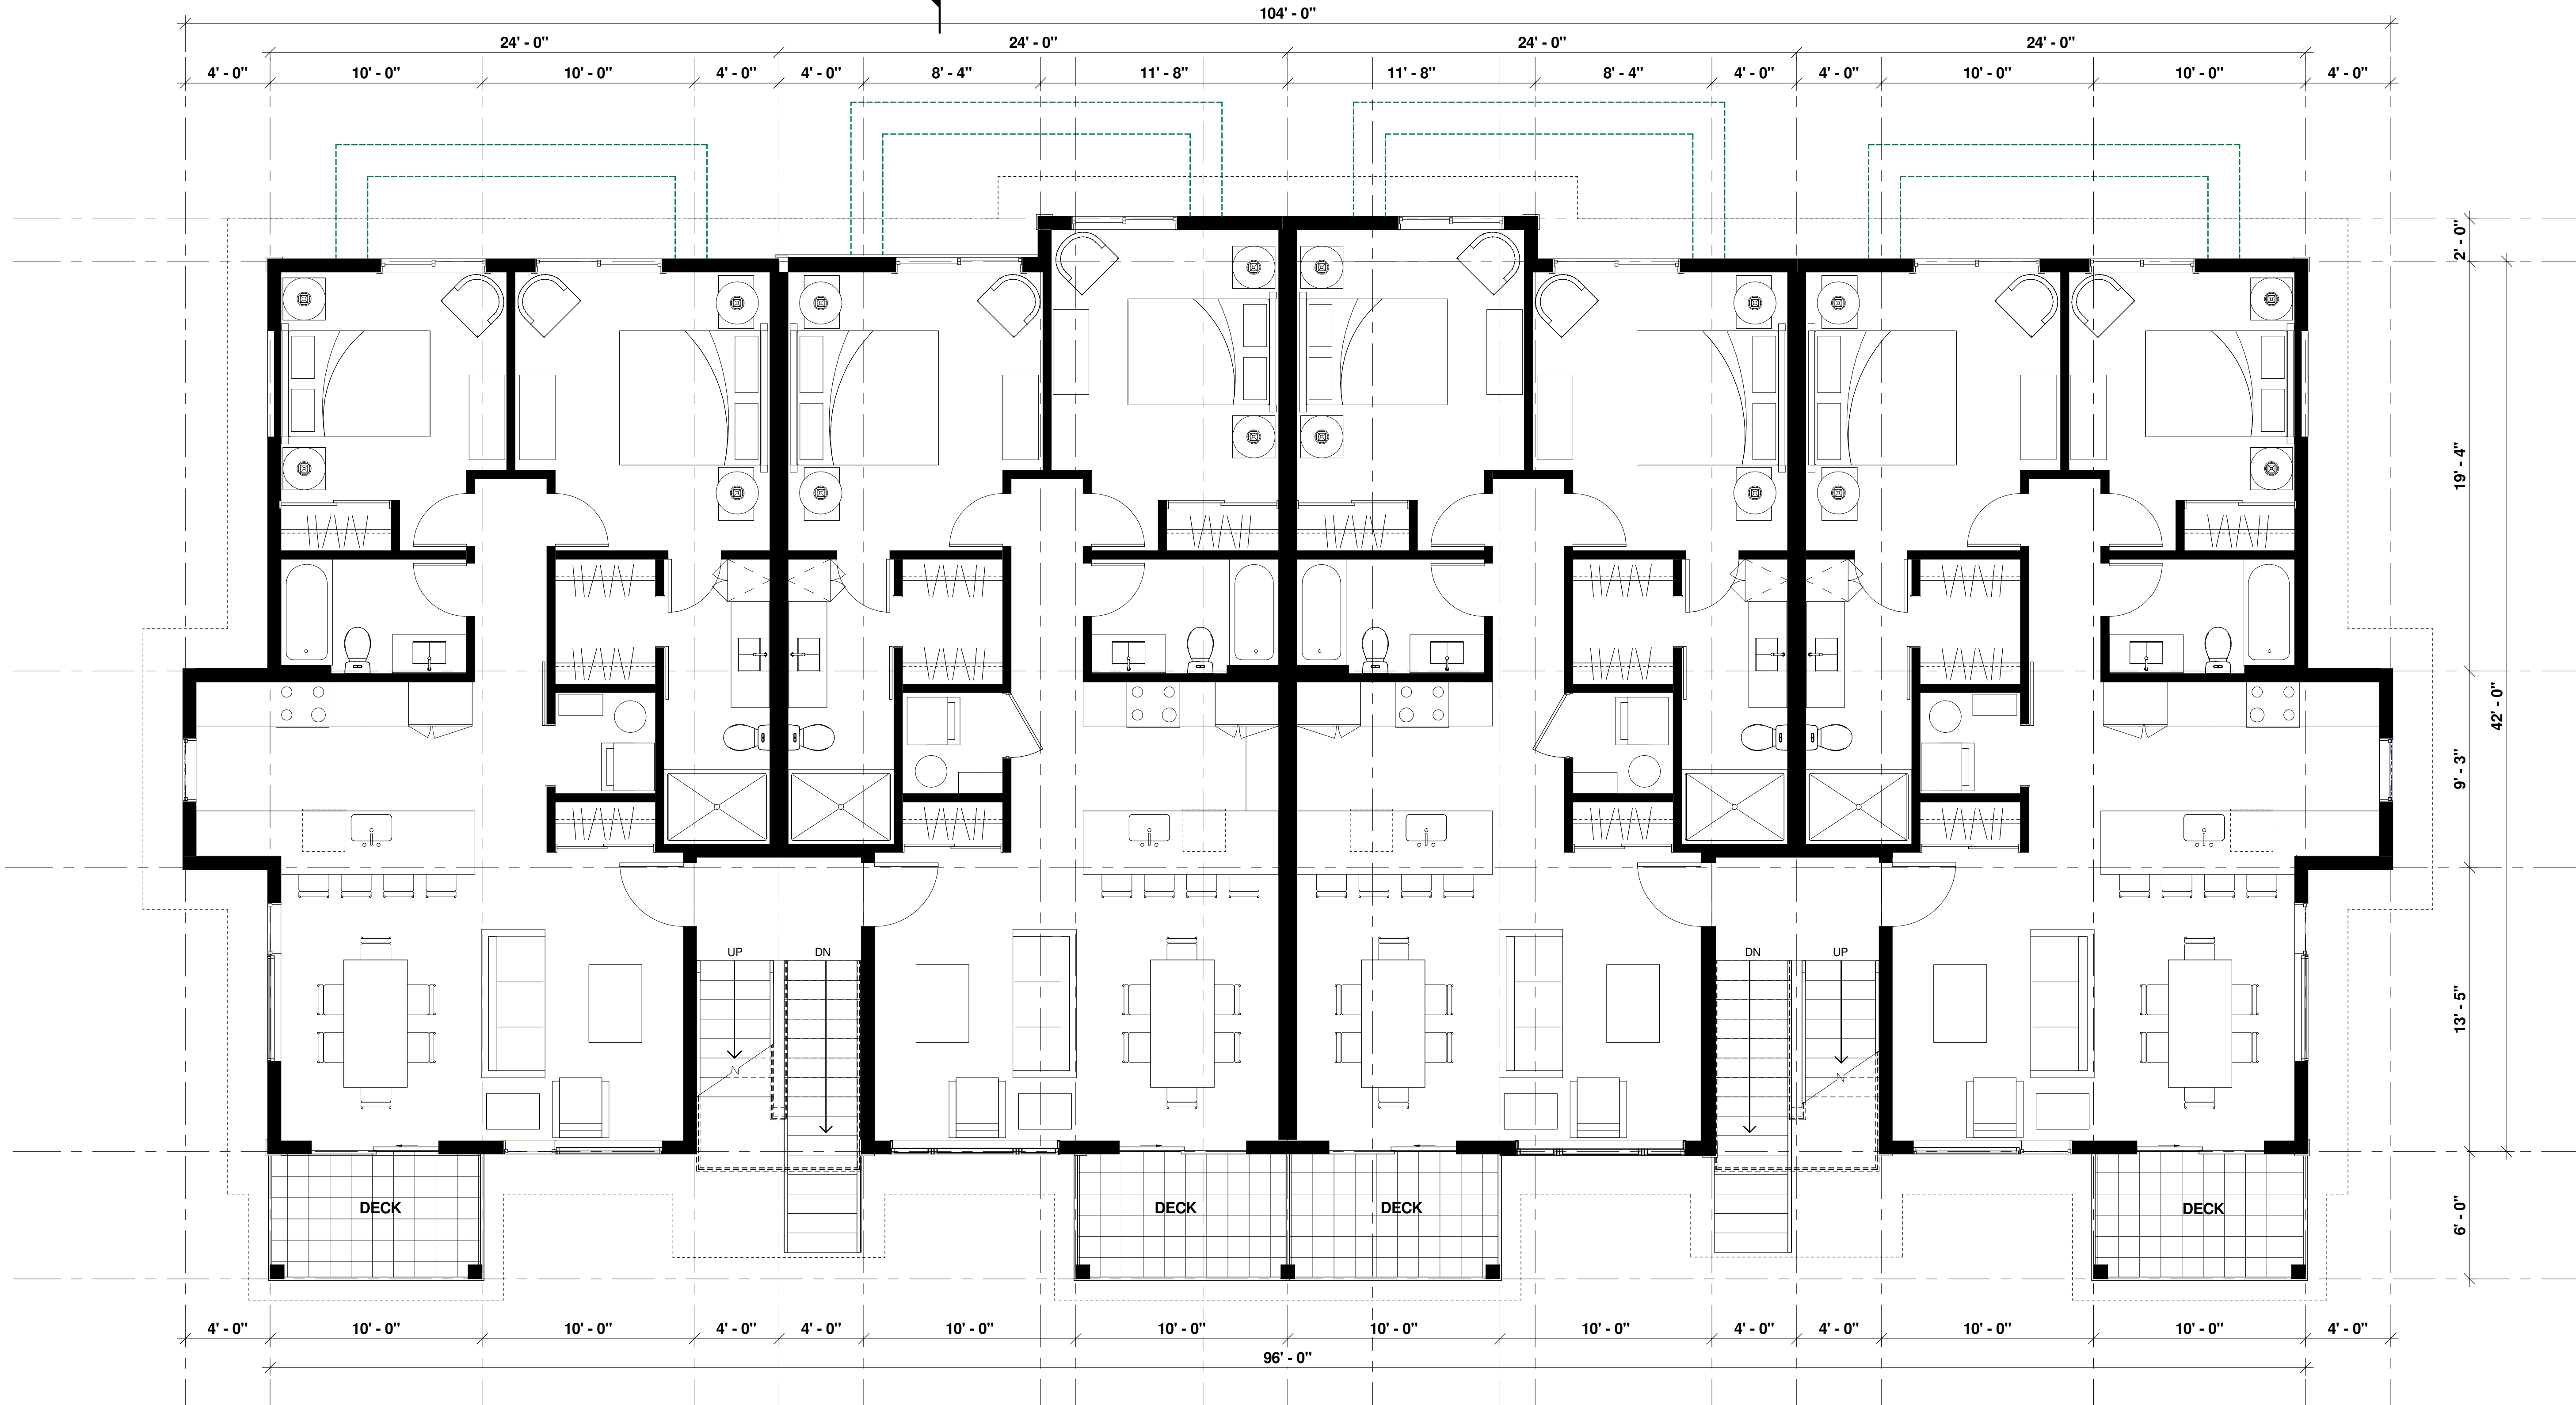 104' - 0"
24' - 0" 24' - 0" 24' - 0" 24' - 0"
4' - 0" 10' - 0" 10' - 0" 4' - 0" 4' - 0" 8' - 4" 11' - 8" 11' - 8" 8' - 4" 4' - 0" 4' - 0" 10' - 0" 10' - 0" 4' - 0"
2' - 0"
19' - 4"
42' - 0"
9' - 3"
UP DN DN UP
13' - 5"
DECK DECK DECK DECK
6' - 0"
4' - 0" 10' - 0" 10' - 0" 4' - 0" 4' - 0" 10' - 0" 10' - 0" 10' - 0" 10' - 0" 4' - 0" 4' - 0" 10' - 0" 10' - 0" 4' - 0"
96' - 0"